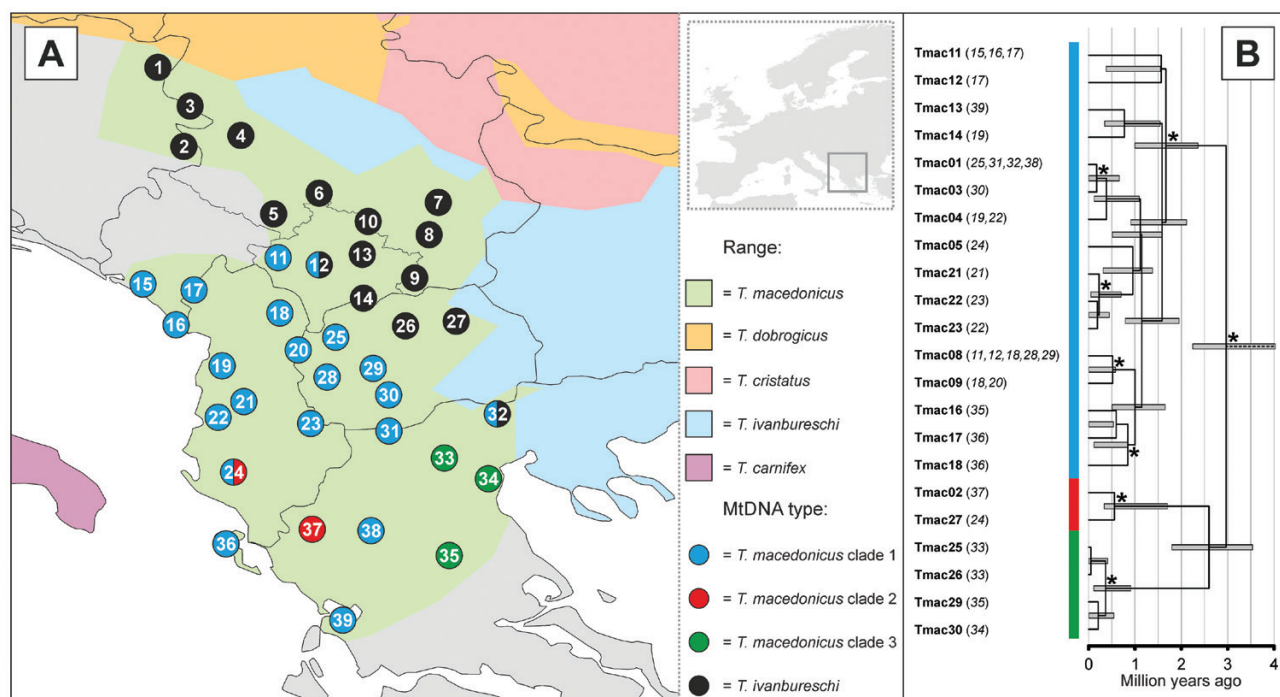 A
1
3
4
2
6
7
5
10
8
11
12
13
9
14
15
17
16
18
26
27
25
20
19
28
29
30
21
22
23
31
32
33
34
24
37
38
36
35
39
Range:
= T. macedonicus
= T. dobrogicus
= T. cristatus
= T. ivanbureschi
= T. carnifex
MtDNA type:
= T. macedonicus clade 1
= T. macedonicus clade 2
= T. macedonicus clade 3
= T. ivanbureschi
B
Tmac11 (15,16,17)
Tmac12 (17)
Tmac13 (39)
Tmac14 (19)
Tmac01 (25,31,32,38)
Tmac03 (30)
Tmac04 (19,22)
Tmac05 (24)
Tmac21 (21)
Tmac22 (23)
Tmac23 (22)
Tmac08 (11,12,18,28,29)
Tmac09 (18,20)
Tmac16 (35)
Tmac17 (36)
Tmac18 (36)
Tmac02 (37)
Tmac27 (24)
Tmac25 (33)
Tmac26 (33)
Tmac29 (35)
Tmac30 (34)
* * * * * * * * *
0 1 2 3 4
Million years ago